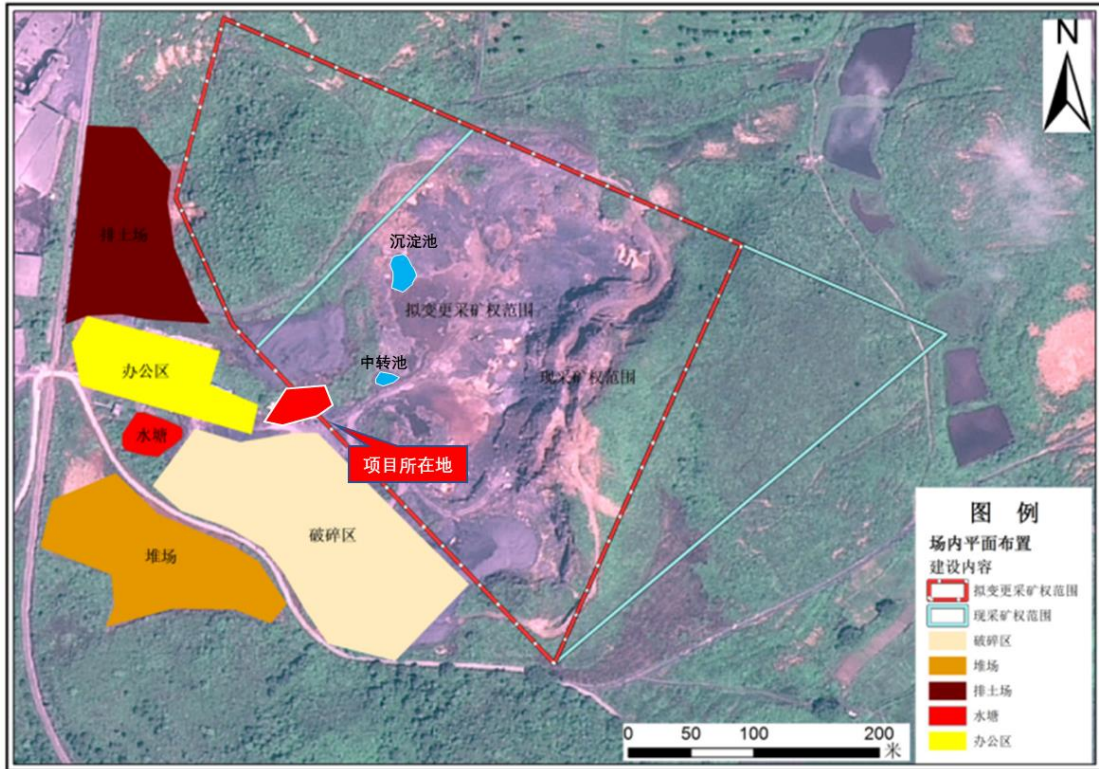 N
沉淀池
排土场
拟变更采矿权范围
中转池
办公区
现采矿权范围
水塘
项目所在地
破碎区
堆场
图 例
场内平面布置
建设内容
拟变更采矿权范围
现采矿权范围
破碎区
堆场
排土场
水塘
办公区
0 50 100 200
米